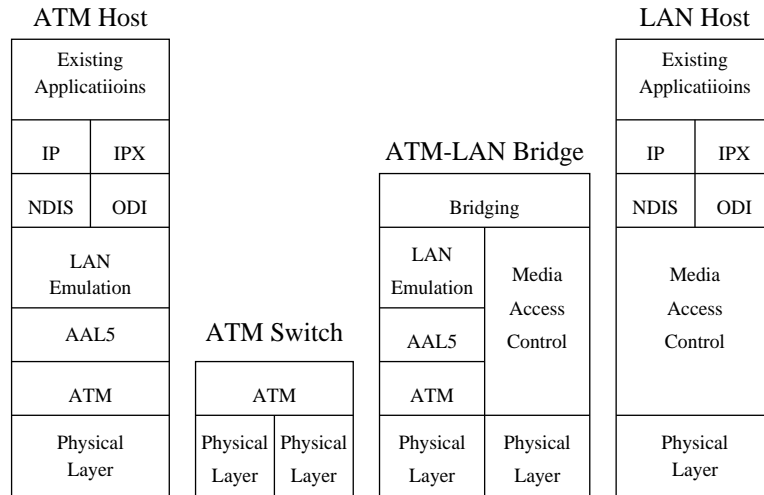 ATM Host
Existing
Applicatiioins
IP
IPX
NDIS
ODI
LAN
Emulation
AAL5
ATM
Physical
Layer
ATM Switch
ATM
Physical
Layer
Physical
Layer
ATM-LAN Bridge
Bridging
LAN
Emulation
AAL5
ATM
Physical
Layer
Media
Access
Control
Physical
Layer
LAN Host
Existing
Applicatiioins
IP
IPX
NDIS
ODI
Media
Access
Control
Physical
Layer